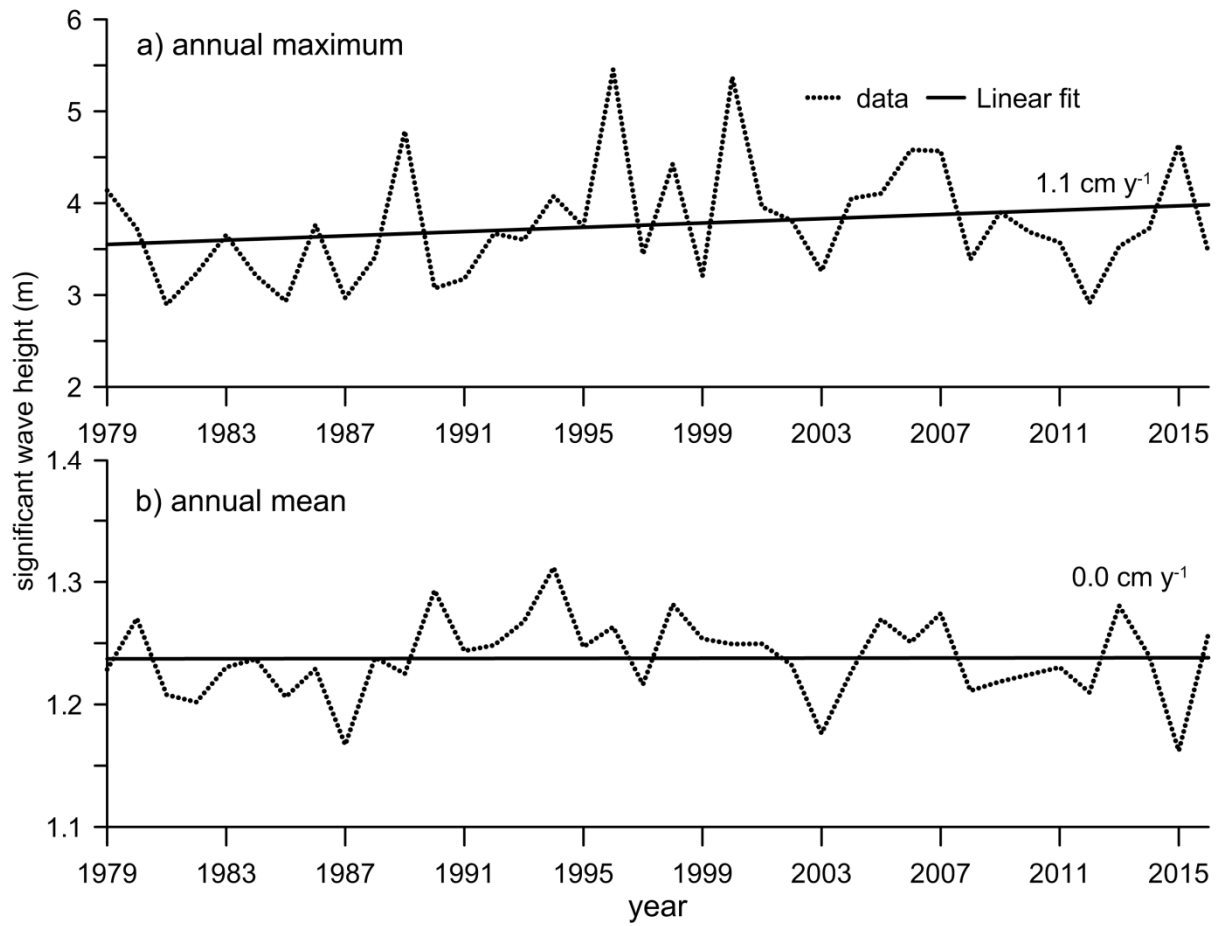 a) annual maximum
data
Linear fit
1.1 cm y⁻¹
6
5
4
3
2
1979 1983 1987 1991 1995 1999 2003 2007 2011 2015
significant wave height (m)
b) annual mean
0.0 cm y⁻¹
1.4
1.3
1.2
1.1
1979 1983 1987 1991 1995 1999 2003 2007 2011 2015
year